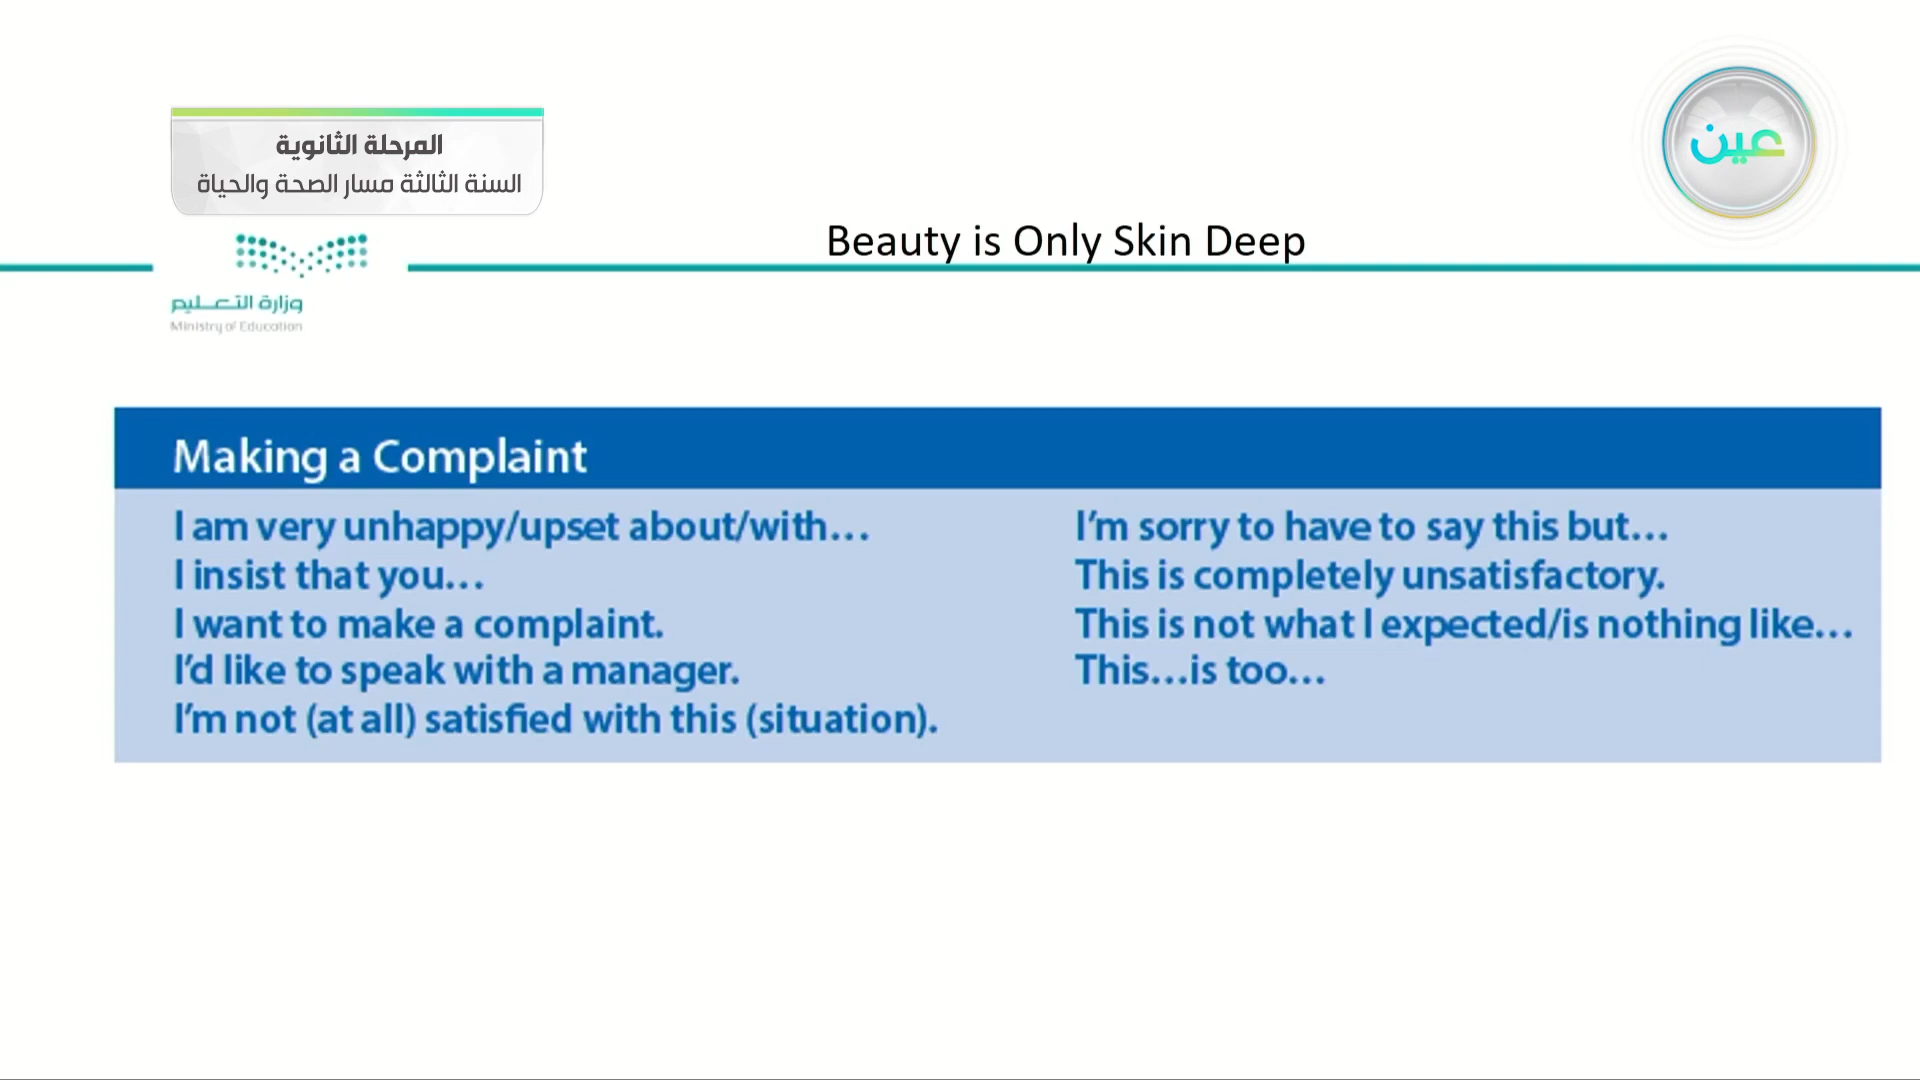 المرحلة الثانوية
السنة الثالثة مسار الصحة والحياة
عين
Beauty is Only Skin Deep
وزارة التعليم
Ministry of Education
Making a Complaint
I am very unhappy/upset about/with…
I insist that you…
I want to make a complaint.
I'd like to speak with a manager.
I'm not (at all) satisfied with this (situation).
I'm sorry to have to say this but…
This is completely unsatisfactory.
This is not what I expected/is nothing like…
This…is too…